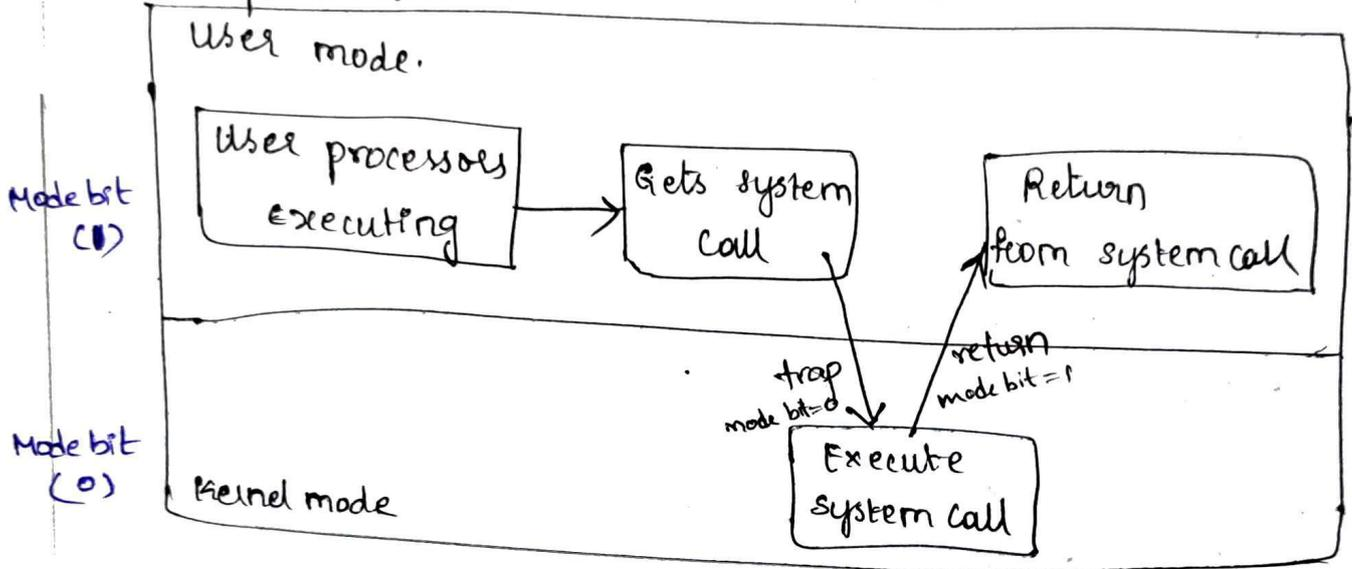 User mode.
User processors
executing
Gets system
call
Return
from system call
Mode bit
(1)
trap
mode bit=0
return
mode bit=1
Execute
system call
Mode bit
(0)
Kernel mode